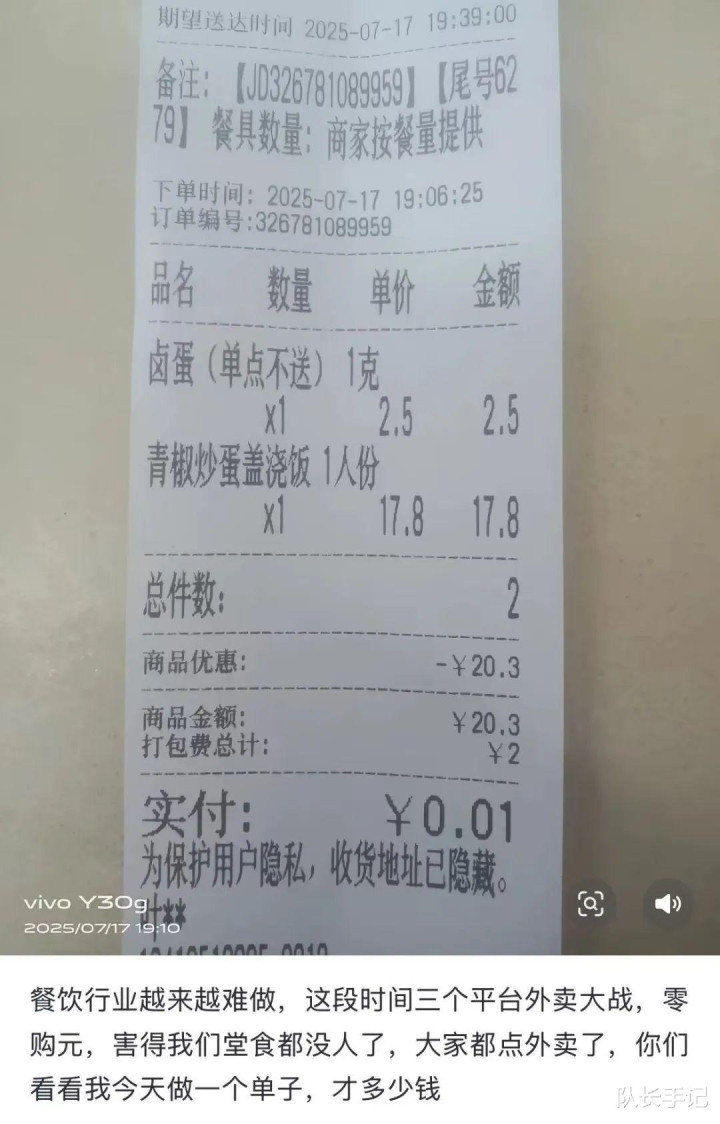 期望送达时间 2025-07-17 19:39:00
备注：【JD326781089959】【尾号62
79】 餐具数量：商家按餐量提供
下单时间：2025-07-17 19:06:25
订单编号:326781089959
品名 数量 单价 金额
卤蛋（单点不送） 1克
x1 2.5 2.5
青椒炒蛋盖浇饭 1人份
x1 17.8 17.8
总件数： 2
商品优惠： -￥20.3
商品金额： ￥20.3
打包费总计： ￥2
实付： ￥0.01
为保护用户隐私，收货地址已隐藏。
叶**
vivo Y30g
2025/07/17 19:10
餐饮行业越来越难做，这段时间三个平台外卖大战，零
购元，害得我们堂食都没人了，大家都点外卖了，你们
看看我今天做一个单子，才多少钱
队长手记